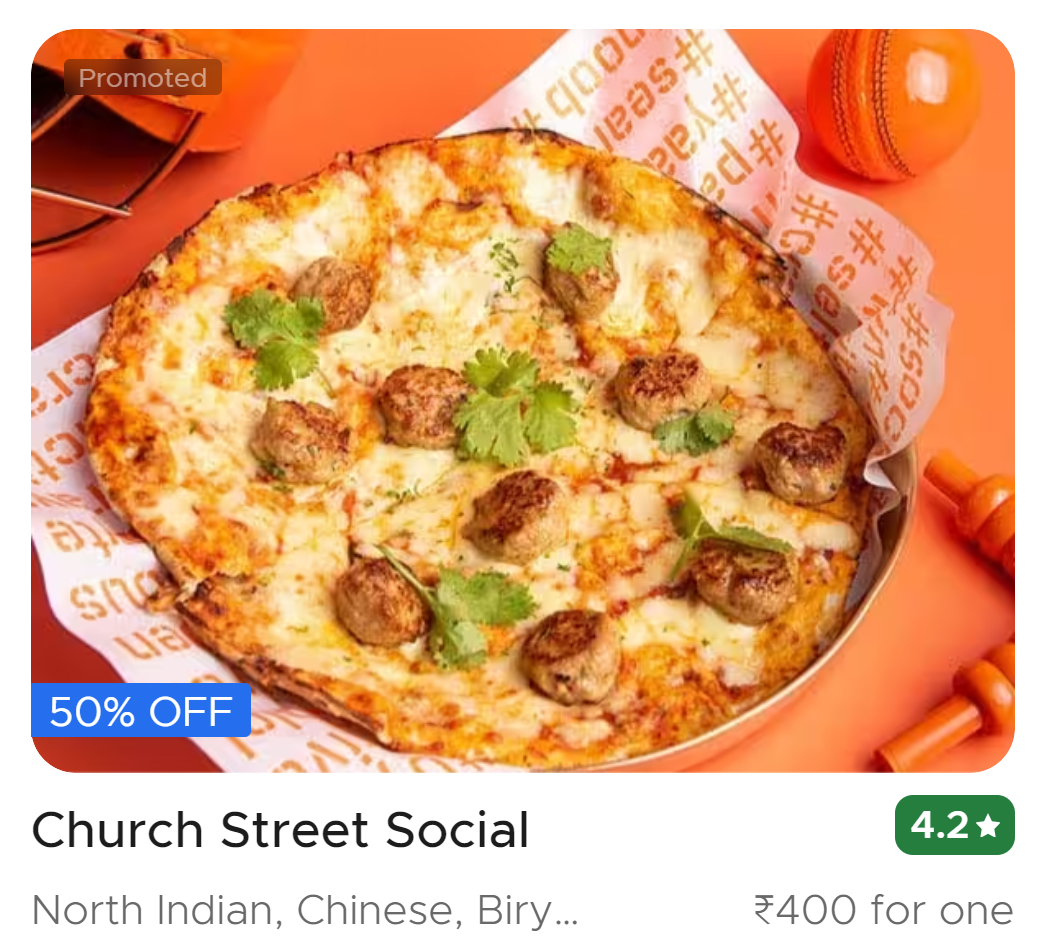 Promoted
50% OFF
Church Street Social
4.2★
North Indian, Chinese, Biry...
₹400 for one